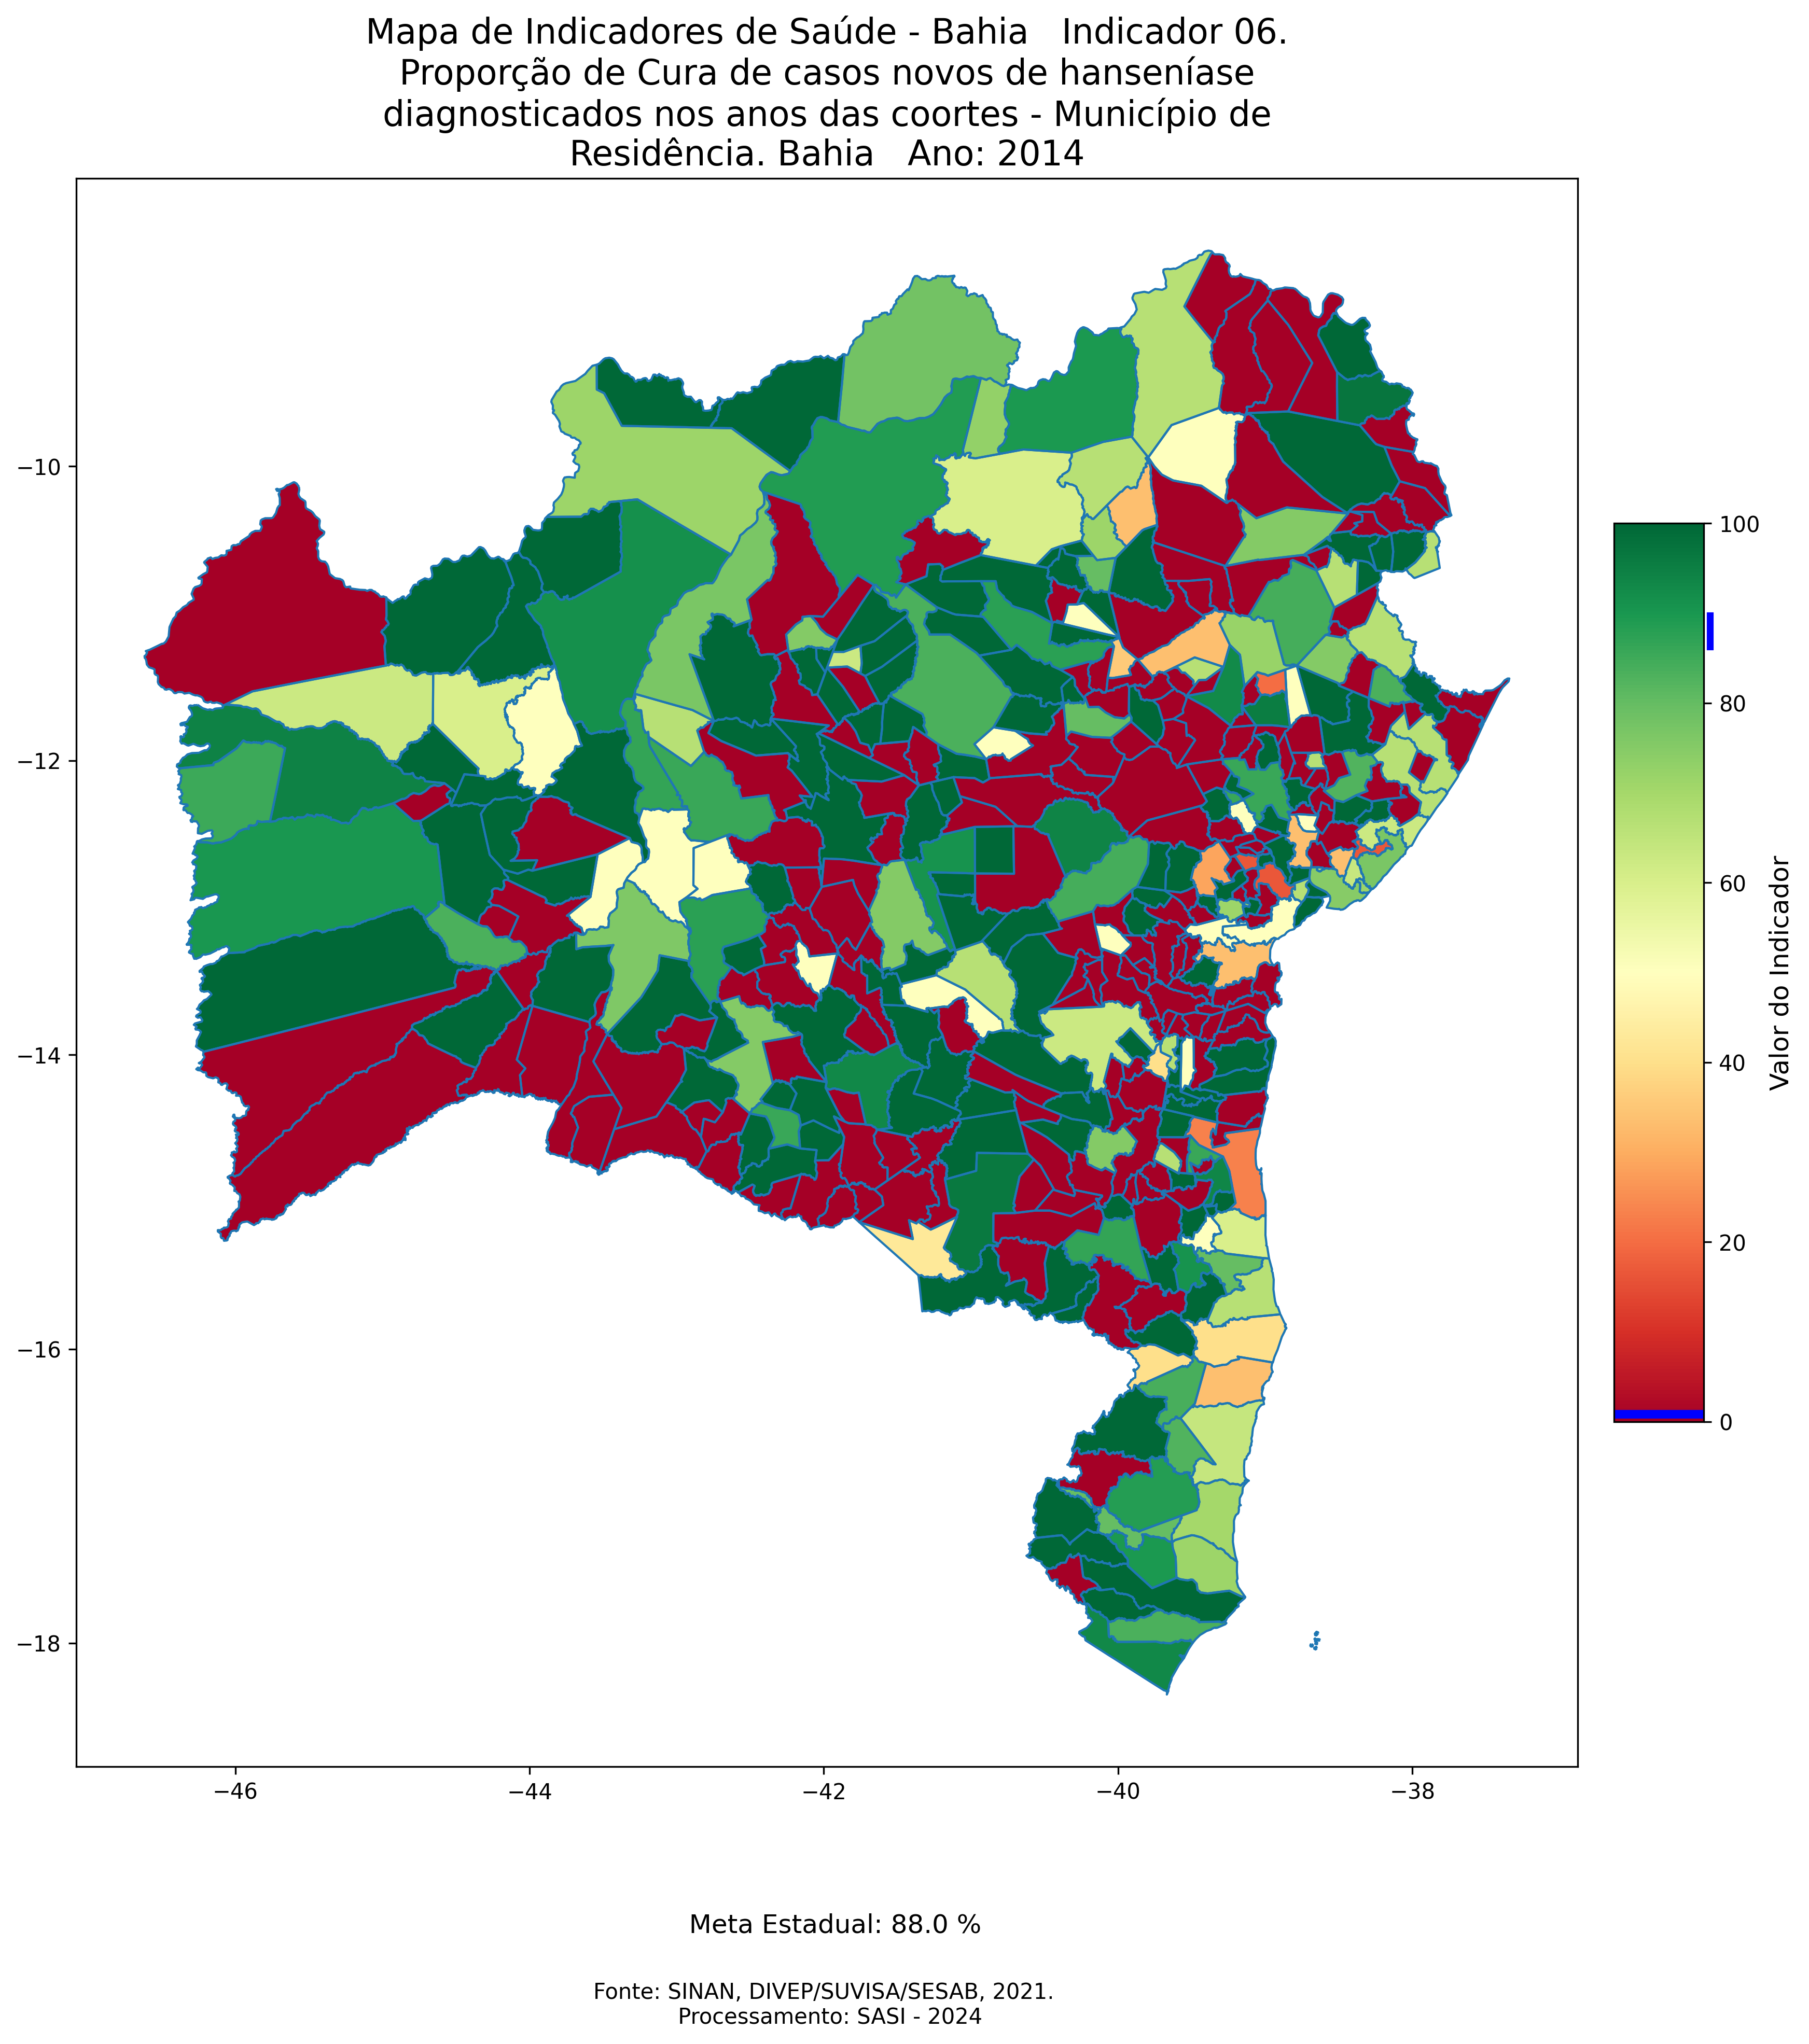 Mapa de Indicadores de Saúde - Bahia   Indicador 06.
Proporção de Cura de casos novos de hanseníase
diagnosticados nos anos das coortes - Município de
Residência. Bahia   Ano: 2014
−10
−12
−14
−16
−18
−46
−44
−42
−40
−38
100
80
60
40
20
0
Valor do Indicador
Meta Estadual: 88.0 %
Fonte: SINAN, DIVEP/SUVISA/SESAB, 2021.
Processamento: SASI - 2024